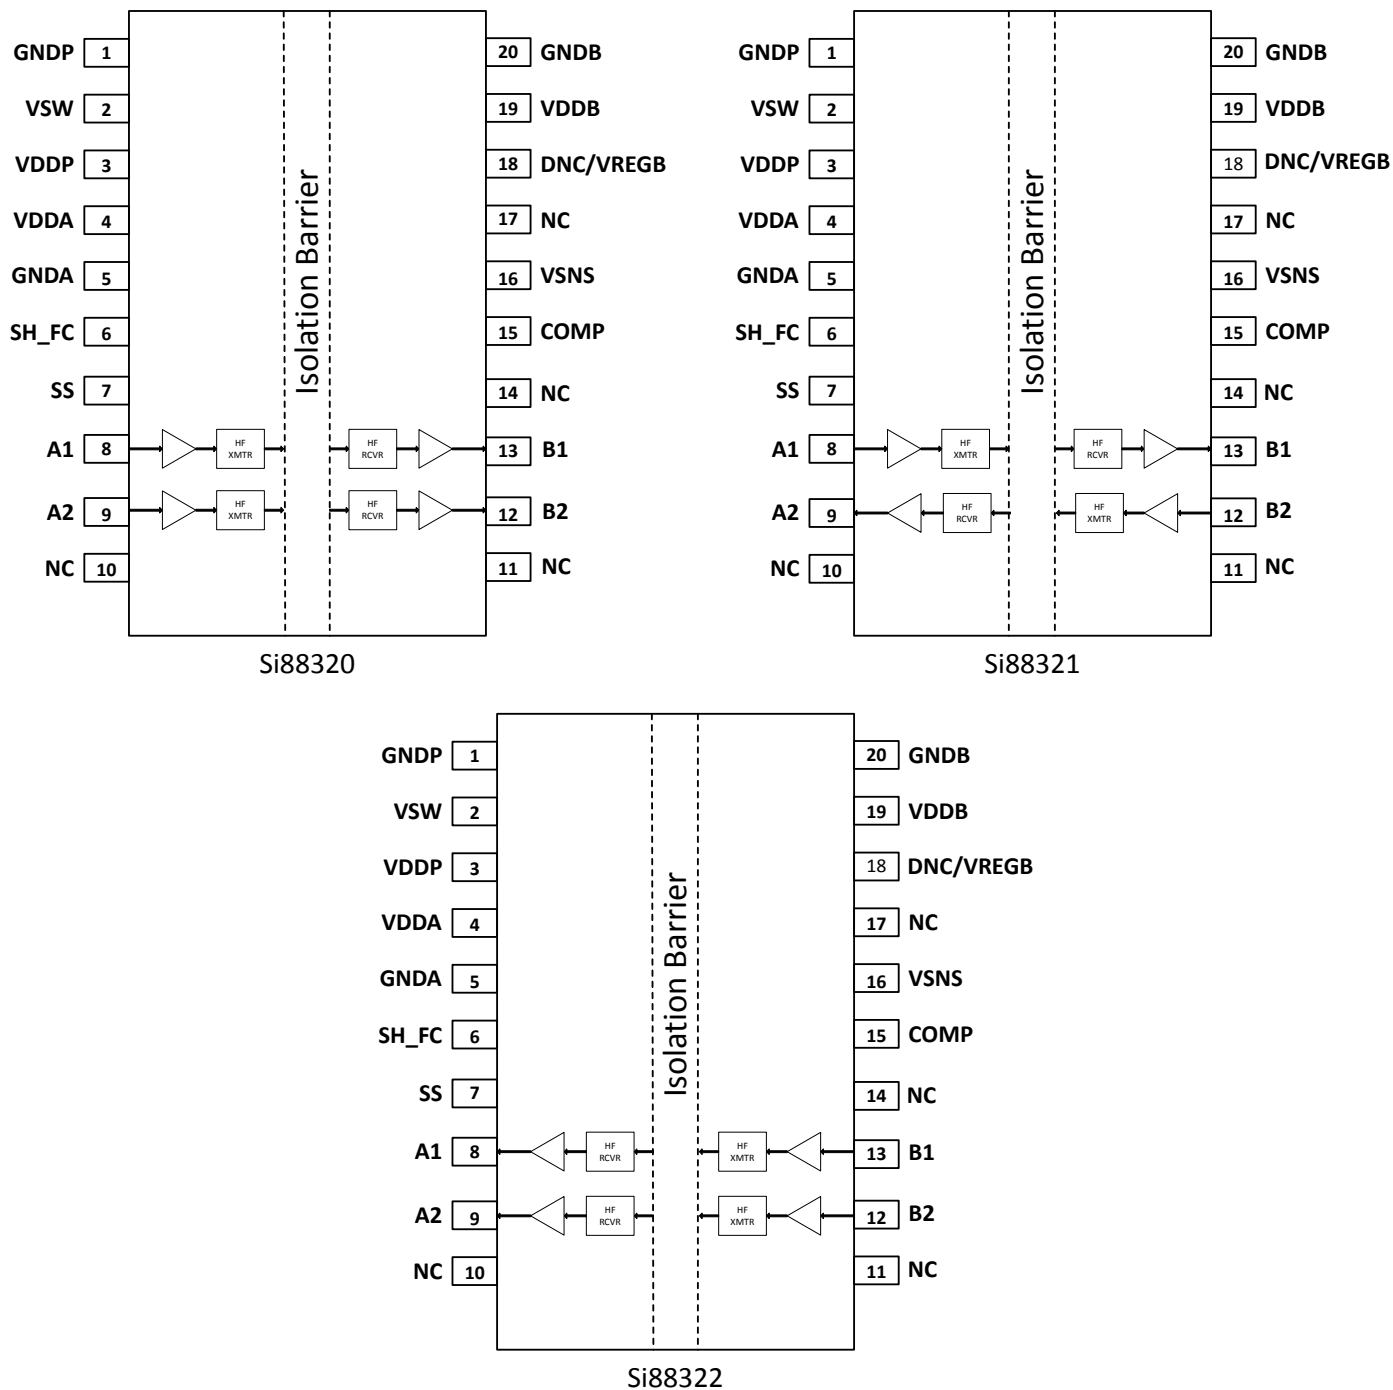 GNDP 1 20 GNDB
VSW 2 19 VDDB
VDDP 3 18 DNC/VREGB
VDDA 4 17 NC
GNDA 5 16 VSNS
SH_FC 6 15 COMP
SS 7 14 NC
A1 8 HF XMTR HF RCVR 13 B1
A2 9 HF XMTR HF RCVR 12 B2
NC 10 11 NC
Isolation Barrier
Si88320
GNDP 1 20 GNDB
VSW 2 19 VDDB
VDDP 3 18 DNC/VREGB
VDDA 4 17 NC
GNDA 5 16 VSNS
SH_FC 6 15 COMP
SS 7 14 NC
A1 8 HF XMTR HF RCVR 13 B1
A2 9 HF RCVR HF XMTR 12 B2
NC 10 11 NC
Isolation Barrier
Si88321
GNDP 1 20 GNDB
VSW 2 19 VDDB
VDDP 3 18 DNC/VREGB
VDDA 4 17 NC
GNDA 5 16 VSNS
SH_FC 6 15 COMP
SS 7 14 NC
A1 8 HF RCVR HF XMTR 13 B1
A2 9 HF RCVR HF XMTR 12 B2
NC 10 11 NC
Isolation Barrier
Si88322